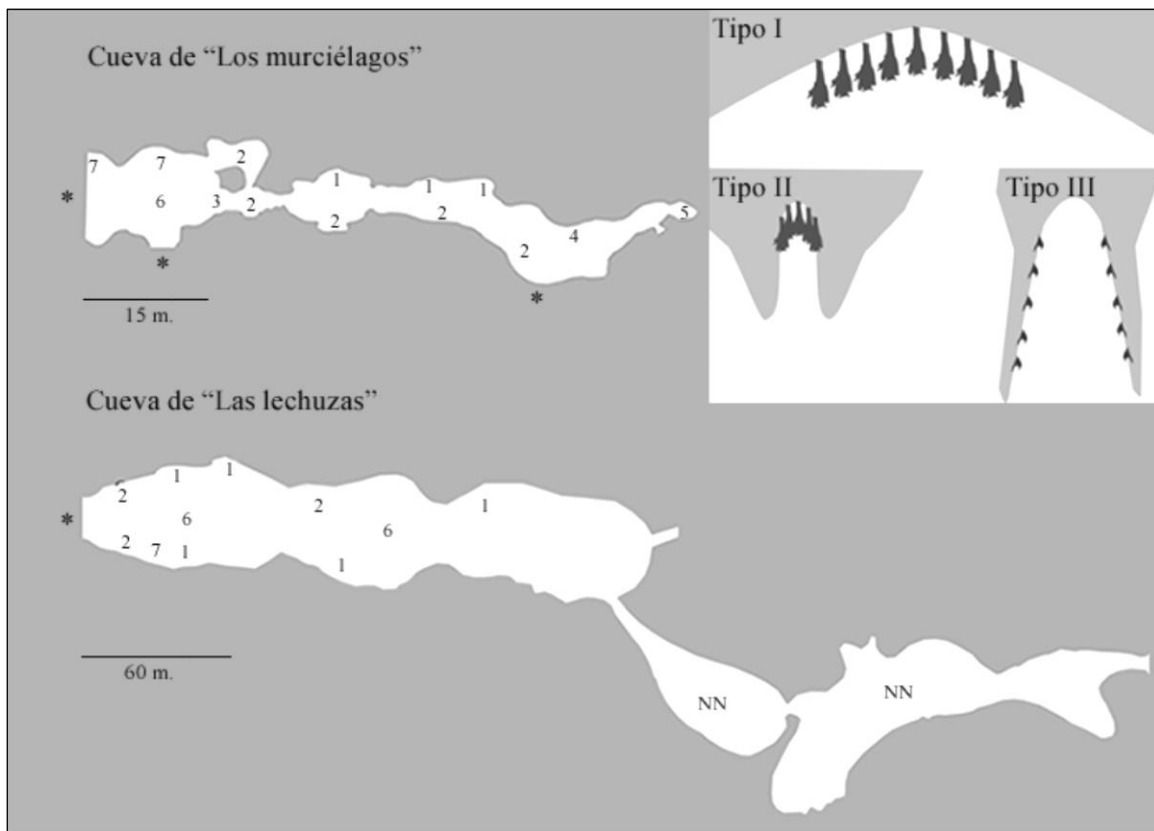 Cueva de “Los murciélagos”
Tipo I
7 7 2 1 1 1 5
* 6 3 2 4
2 2 2
* *
15 m.
Tipo II Tipo III
Cueva de “Las lechuzas”
1 1
2 2 1
* 6 6
2 7 1 1
60 m.
NN NN